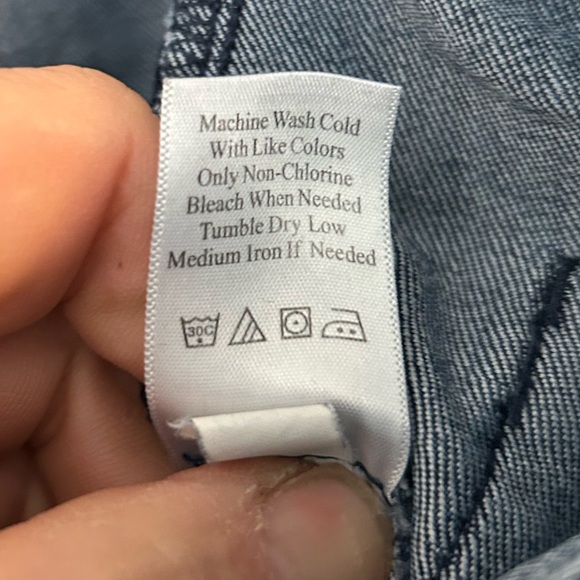 Machine Wash Cold
With Like Colors
Only Non-Chlorine
Bleach When Needed
Tumble Dry Low
Medium Iron If Needed
30C